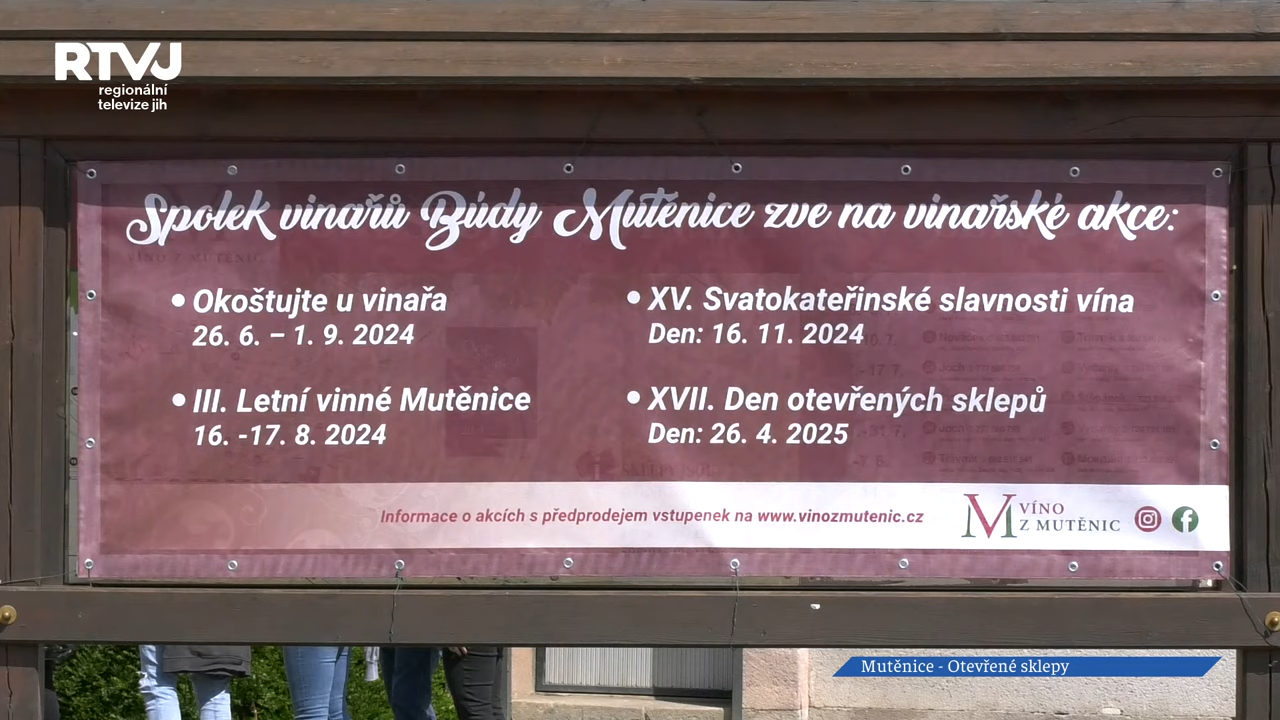 RTVJ
regionální
televize jih
Spolek vinařů Búdy Mutěnice zve na vinařské akce:
• Okoštujte u vinaře
26. 6. – 1. 9. 2024
• III. Letní vinné Mutěnice
16. -17. 8. 2024
• XV. Svatokateřinské slavnosti vína
Den: 16. 11. 2024
• XVII. Den otevřených sklepů
Den: 26. 4. 2025
Informace o akcích s předprodejem vstupenek na www.vinozmutenic.cz
VÍNO
Z MUTĚNIC
Mutěnice - Otevřené sklepy